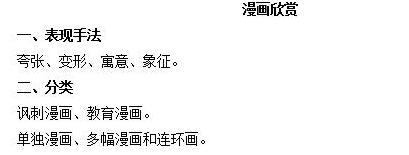 漫画欣赏
一、表现手法
夸张、变形、寓意、象征。
二、分类
讽刺漫画、教育漫画。
单独漫画、多幅漫画和连环画。